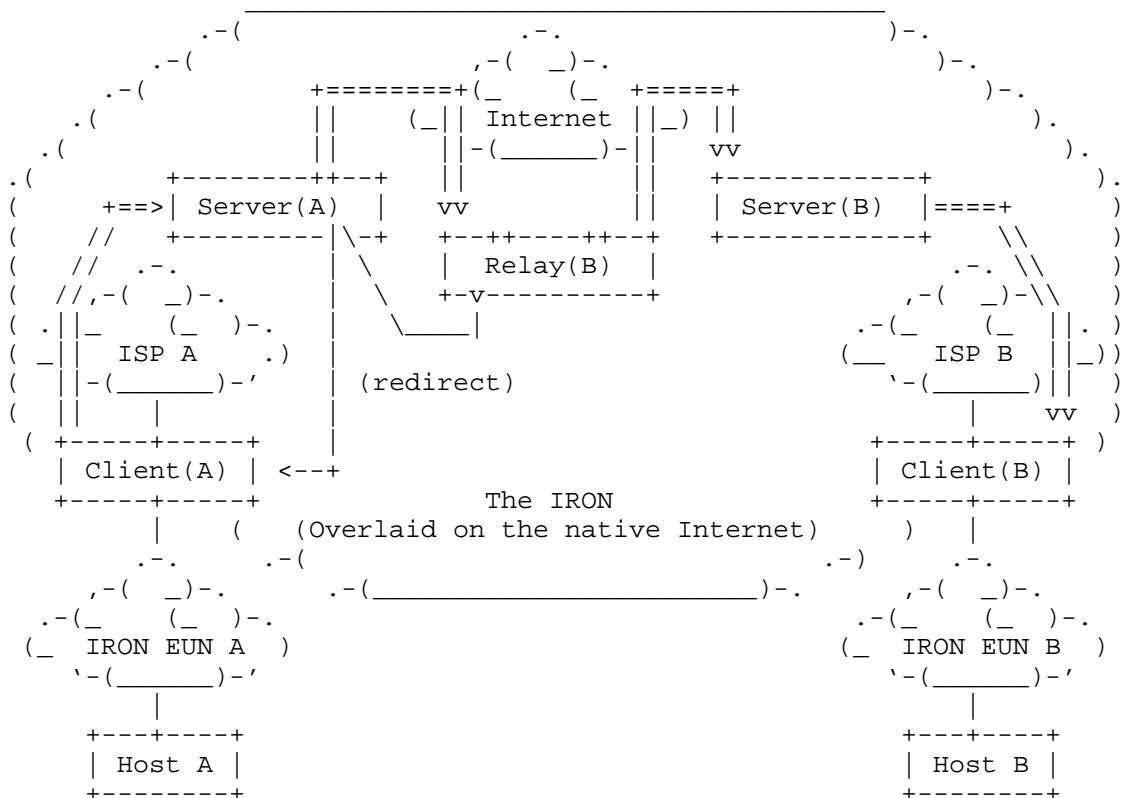 Internet
Server(A) Server(B)
Relay(B)
ISP A ISP B
(redirect)
Client(A) Client(B)
The IRON
(Overlaid on the native Internet)
IRON EUN A IRON EUN B
Host A Host B